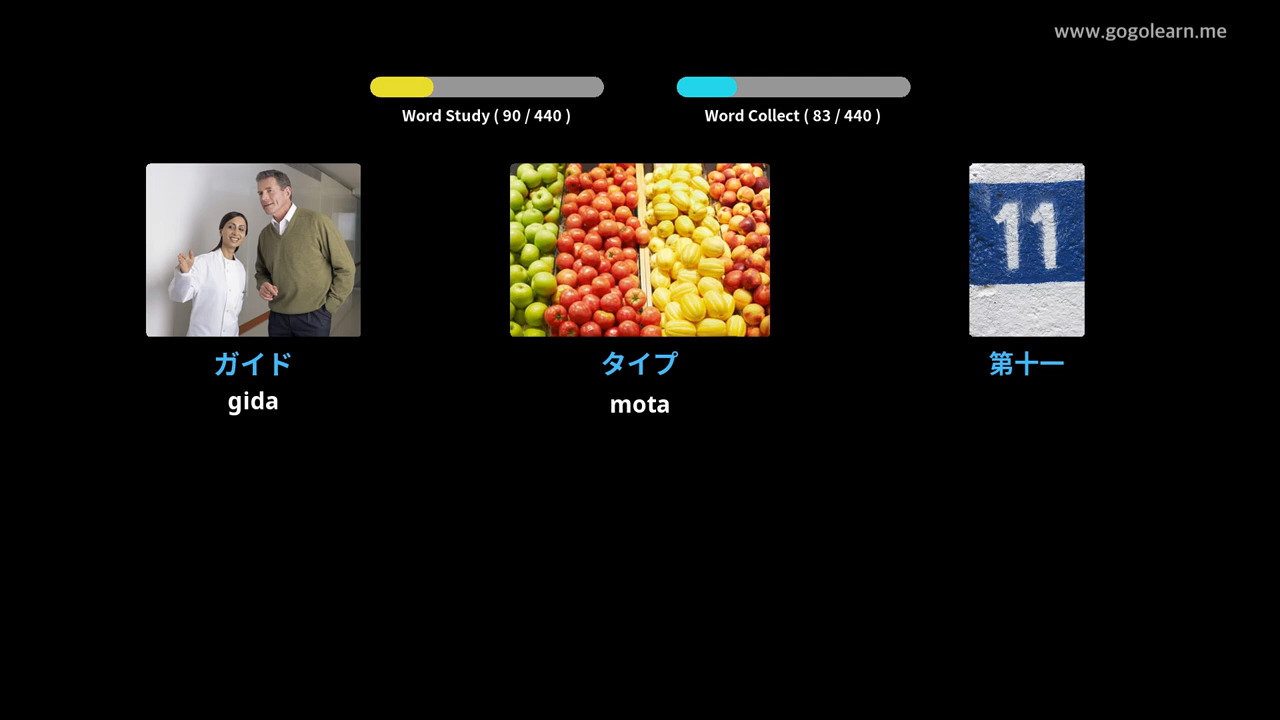 www.gogolearn.me
Word Study ( 90 / 440 )
Word Collect ( 83 / 440 )
11
ガイド
タイプ
第十一
gida
mota